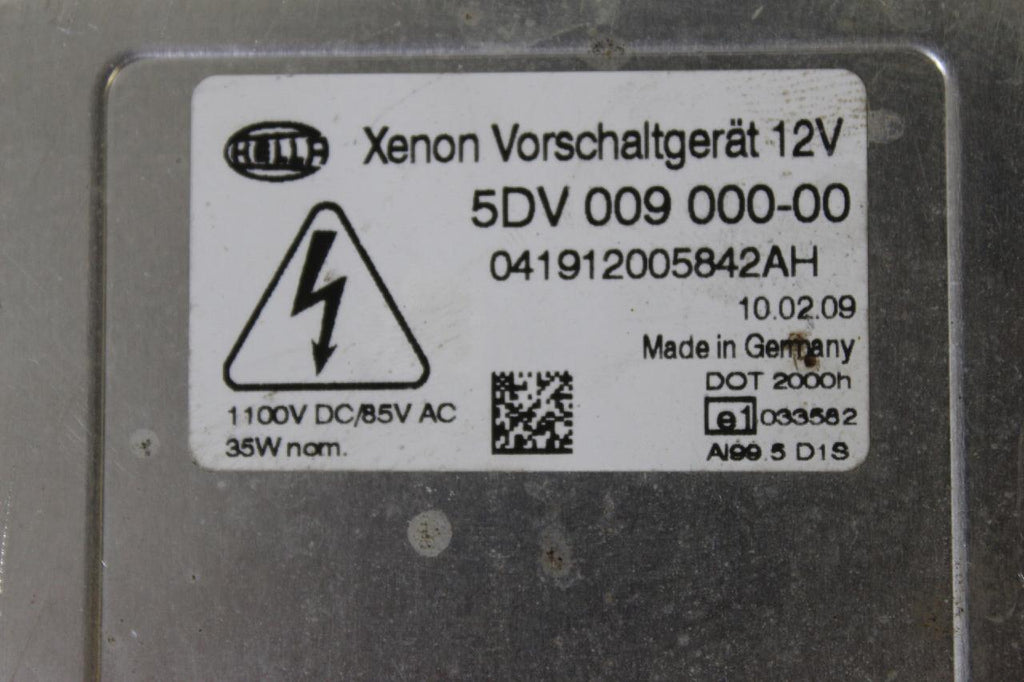 HELLA
Xenon Vorschaltgerät 12V
5DV 009 000-00
041912005842AH
10.02.09
Made in Germany
1100V DC/85V AC
35W nom.
DOT 2000h
e1 033582
AI99.5 D1S